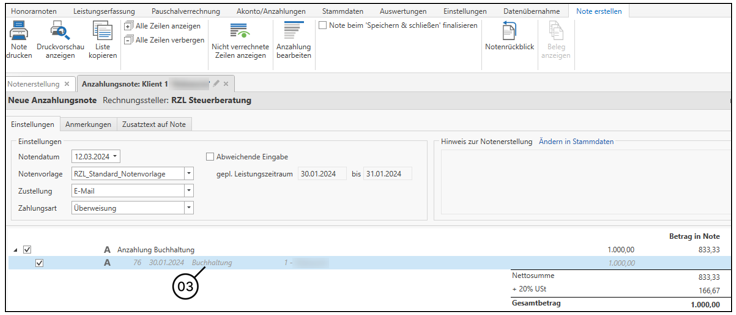 Honorarnoten Leistungserfassung Pauschalverrechnung Akonto/Anzahlungen Stammdaten Auswertungen Einstellungen Datenübernahme Note erstellen
Note drucken
Druckvorschau anzeigen
Liste kopieren
Alle Zeilen anzeigen
Alle Zeilen verbergen
Nicht verrechnete Zeilen anzeigen
Anzahlung bearbeiten
Note beim 'Speichern & schließen' finalisieren
Notenrückblick
Beleg anzeigen
Notenerstellung × Anzahlungsnote: Klient 1 ×
Neue Anzahlungsnote Rechnungssteller: RZL Steuerberatung
Einstellungen Anmerkungen Zusatztext auf Note
Einstellungen
Notendatum 12.03.2024
Abweichende Eingabe
Notenvorlage RZL_Standard_Notenvorlage
gepl. Leistungszeitraum 30.01.2024 bis 31.01.2024
Zustellung E-Mail
Zahlungsart Überweisung
Hinweis zur Notenerstellung Ändern in Stammdaten
Betrag in Note
A Anzahlung Buchhaltung 1.000,00 833,33
A 76 30.01.2024 Buchhaltung 1 - 1.000,00
03
Nettosumme 833,33
+ 20% USt 166,67
Gesamtbetrag 1.000,00